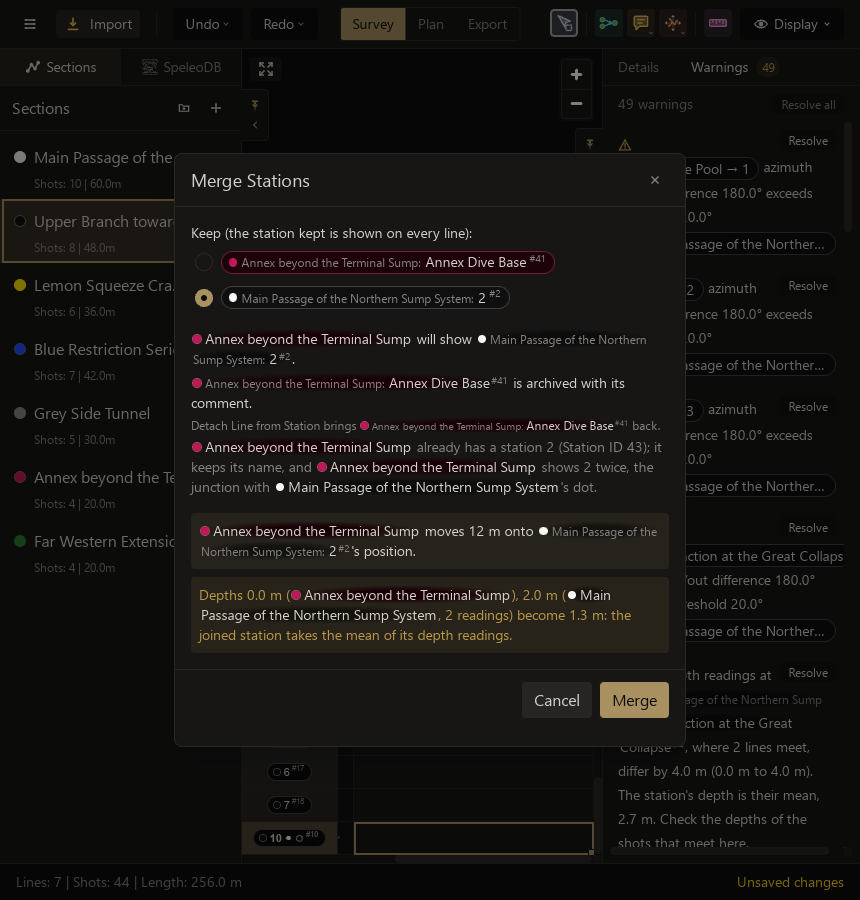 Import
Undo
Redo
Survey
Plan
Export
Display
Sections
SpeleoDB
Details
Warnings 49
Sections
49 warnings
Resolve all
Main Passage of the
Shots: 10 | 60.0m
Upper Branch towar
Shots: 8 | 48.0m
Lemon Squeeze Cra.
Shots: 6 | 36.0m
Blue Restriction Serie
Shots: 7 | 42.0m
Grey Side Tunnel
Shots: 5 | 30.0m
Annex beyond the Te
Shots: 4 | 20.0m
Far Western Extensio
Shots: 4 | 20.0m
Merge Stations
×
Keep (the station kept is shown on every line):
Annex beyond the Terminal Sump: Annex Dive Base #41
Main Passage of the Northern Sump System: 2 #2
Annex beyond the Terminal Sump will show Main Passage of the Northern
Sump System: 2 #2.
Annex beyond the Terminal Sump: Annex Dive Base #41 is archived with its
comment.
Detach Line from Station brings Annex beyond the Terminal Sump: Annex Dive Base #41 back.
Annex beyond the Terminal Sump already has a station 2 (Station ID 43); it
keeps its name, and Annex beyond the Terminal Sump shows 2 twice, the
junction with Main Passage of the Northern Sump System's dot.
Annex beyond the Terminal Sump moves 12 m onto Main Passage of the
Northern Sump System: 2 #2's position.
Depths 0.0 m (Annex beyond the Terminal Sump), 2.0 m (Main
Passage of the Northern Sump System, 2 readings) become 1.3 m: the
joined station takes the mean of its depth readings.
Cancel
Merge
Resolve
e Pool → 1 azimuth
rence 180.0° exceeds
0.0°
assage of the Norther...
Resolve
2 azimuth
rence 180.0° exceeds
0.0°
assage of the Norther...
Resolve
3 azimuth
rence 180.0° exceeds
0.0°
assage of the Norther...
Resolve
ction at the Great Collaps
'out difference 180.0°
reshold 20.0°
assage of the Norther...
Resolve
th readings at
age of the Northern Sump
ction at the Great
Collapse, where 2 lines meet,
differ by 4.0 m (0.0 m to 4.0 m).
The station's depth is their mean,
2.7 m. Check the depths of the
shots that meet here.
6 #17
7 #18
10 #10
Lines: 7 | Shots: 44 | Length: 256.0 m
Unsaved changes